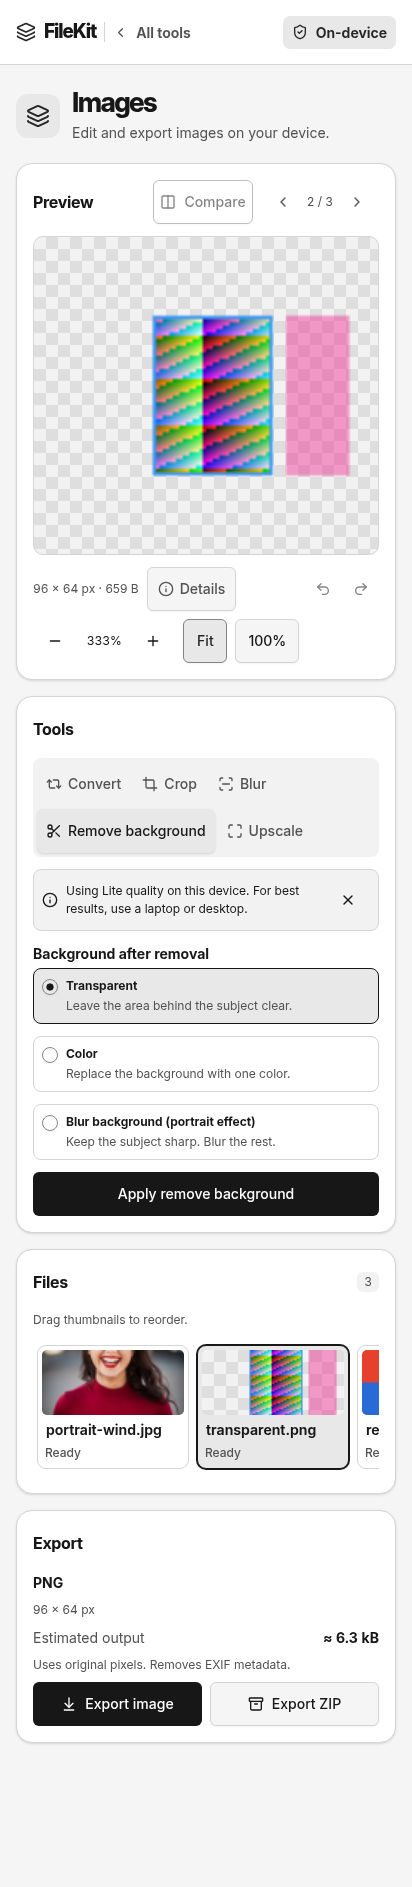 FileKit
All tools
On-device
Images
Edit and export images on your device.
Preview
Compare
2 / 3
96 × 64 px · 659 B
Details
333%
Fit
100%
Tools
Convert
Crop
Blur
Remove background
Upscale
Using Lite quality on this device. For best
results, use a laptop or desktop.
Background after removal
Transparent
Leave the area behind the subject clear.
Color
Replace the background with one color.
Blur background (portrait effect)
Keep the subject sharp. Blur the rest.
Apply remove background
Files
3
Drag thumbnails to reorder.
portrait-wind.jpg
Ready
transparent.png
Ready
re
Re
Export
PNG
96 × 64 px
Estimated output
≈ 6.3 kB
Uses original pixels. Removes EXIF metadata.
Export image
Export ZIP